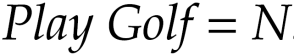 Play Golf = N